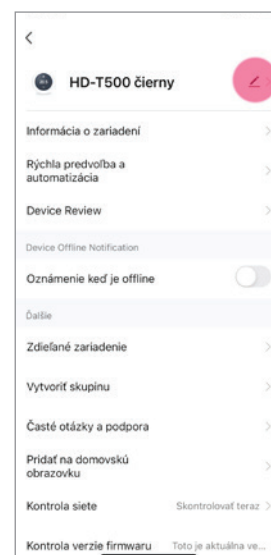 HD-T500 čierny
Informácia o zariadení
Rýchla predvoľba a
automatizácia
Device Review
Device Offline Notification
Oznámenie keď je offline
Ďalšie
Zdieľané zariadenie
Vytvoriť skupinu
Časté otázky a podpora
Pridať na domovskú
obrazovku
Kontrola siete Skontrolovať teraz
Kontrola verzie firmwaru Toto je aktuálna ve...